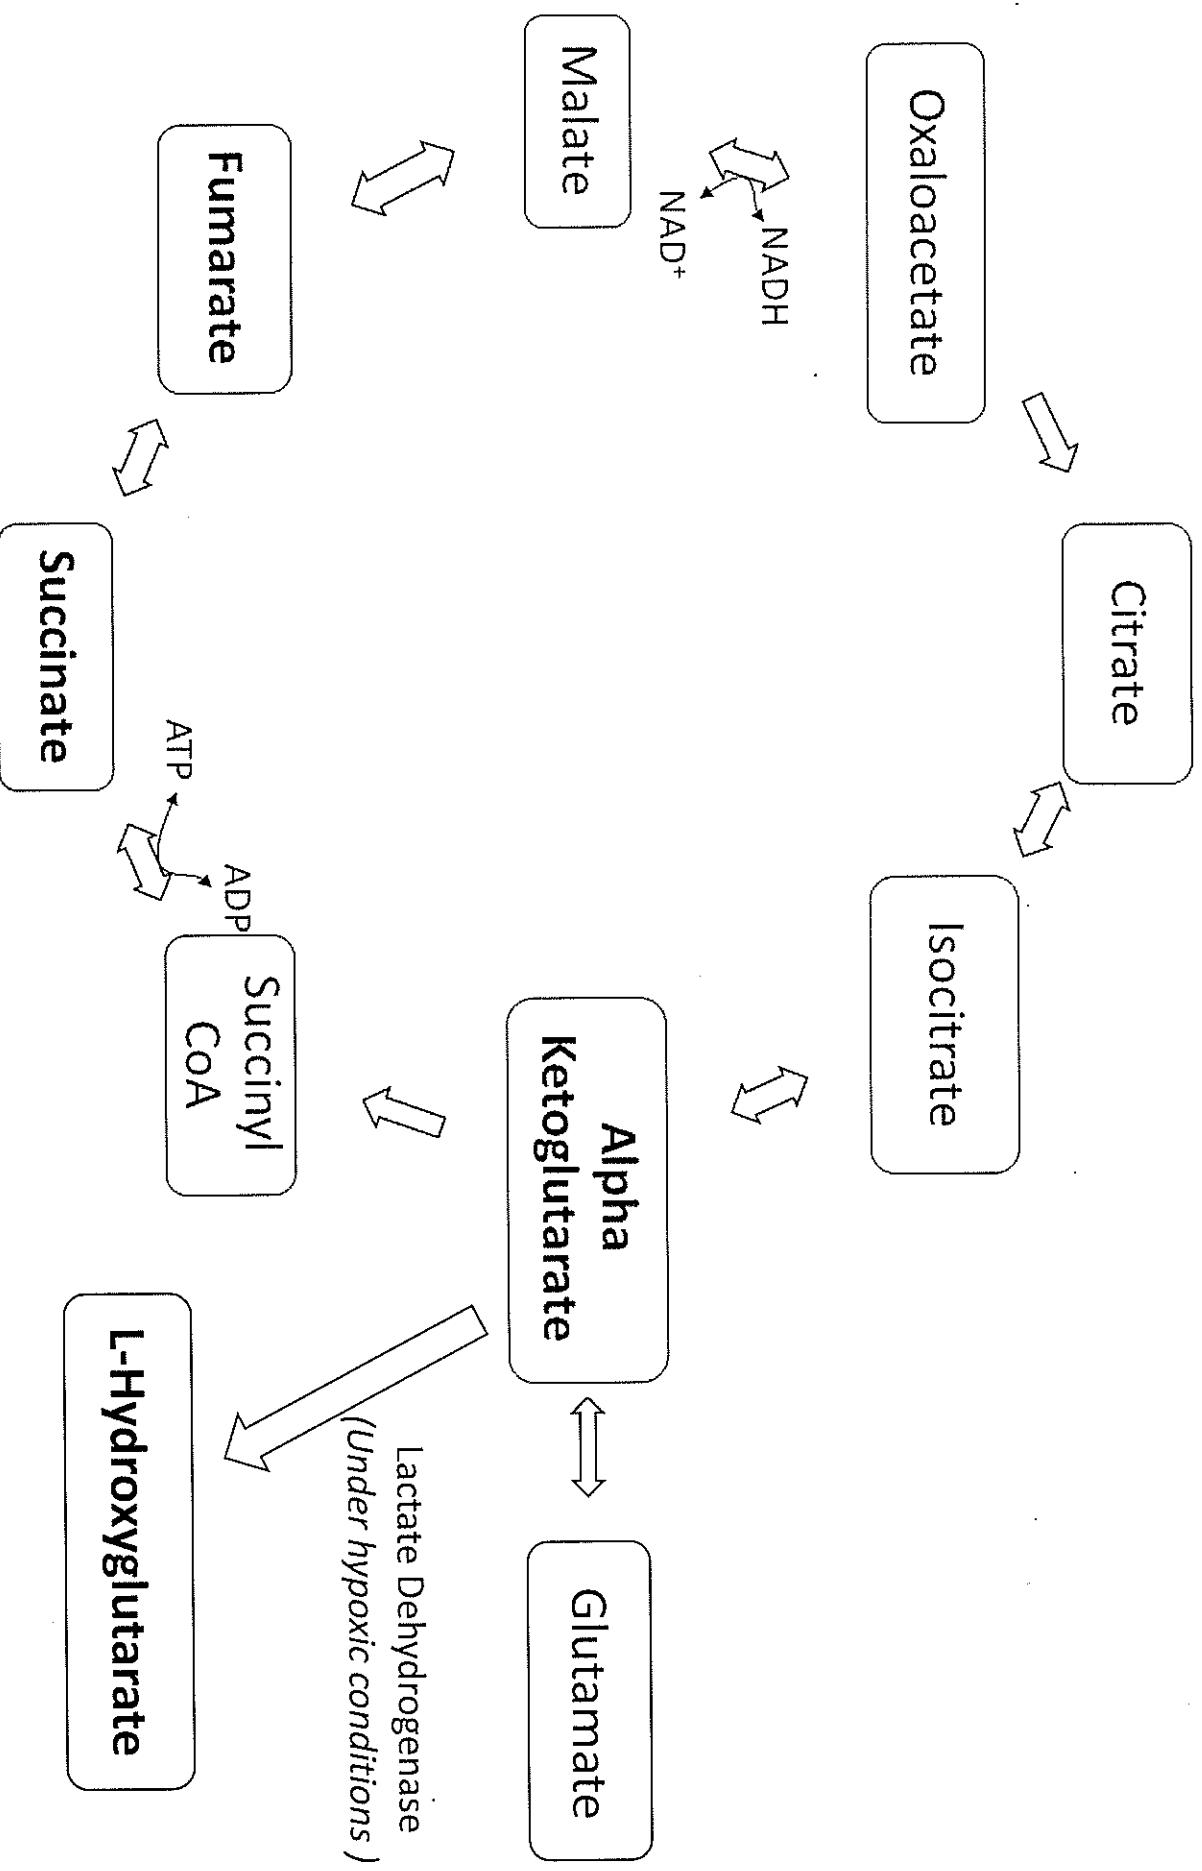 Citrate
Oxaloacetate
Isocitrate
NADH
NAD⁺
Malate
Alpha
Ketoglutarate
Glutamate
Lactate Dehydrogenase
(Under hypoxic conditions )
Fumarate
ADP
Succinyl
CoA
ATP
Succinate
L-Hydroxyglutarate